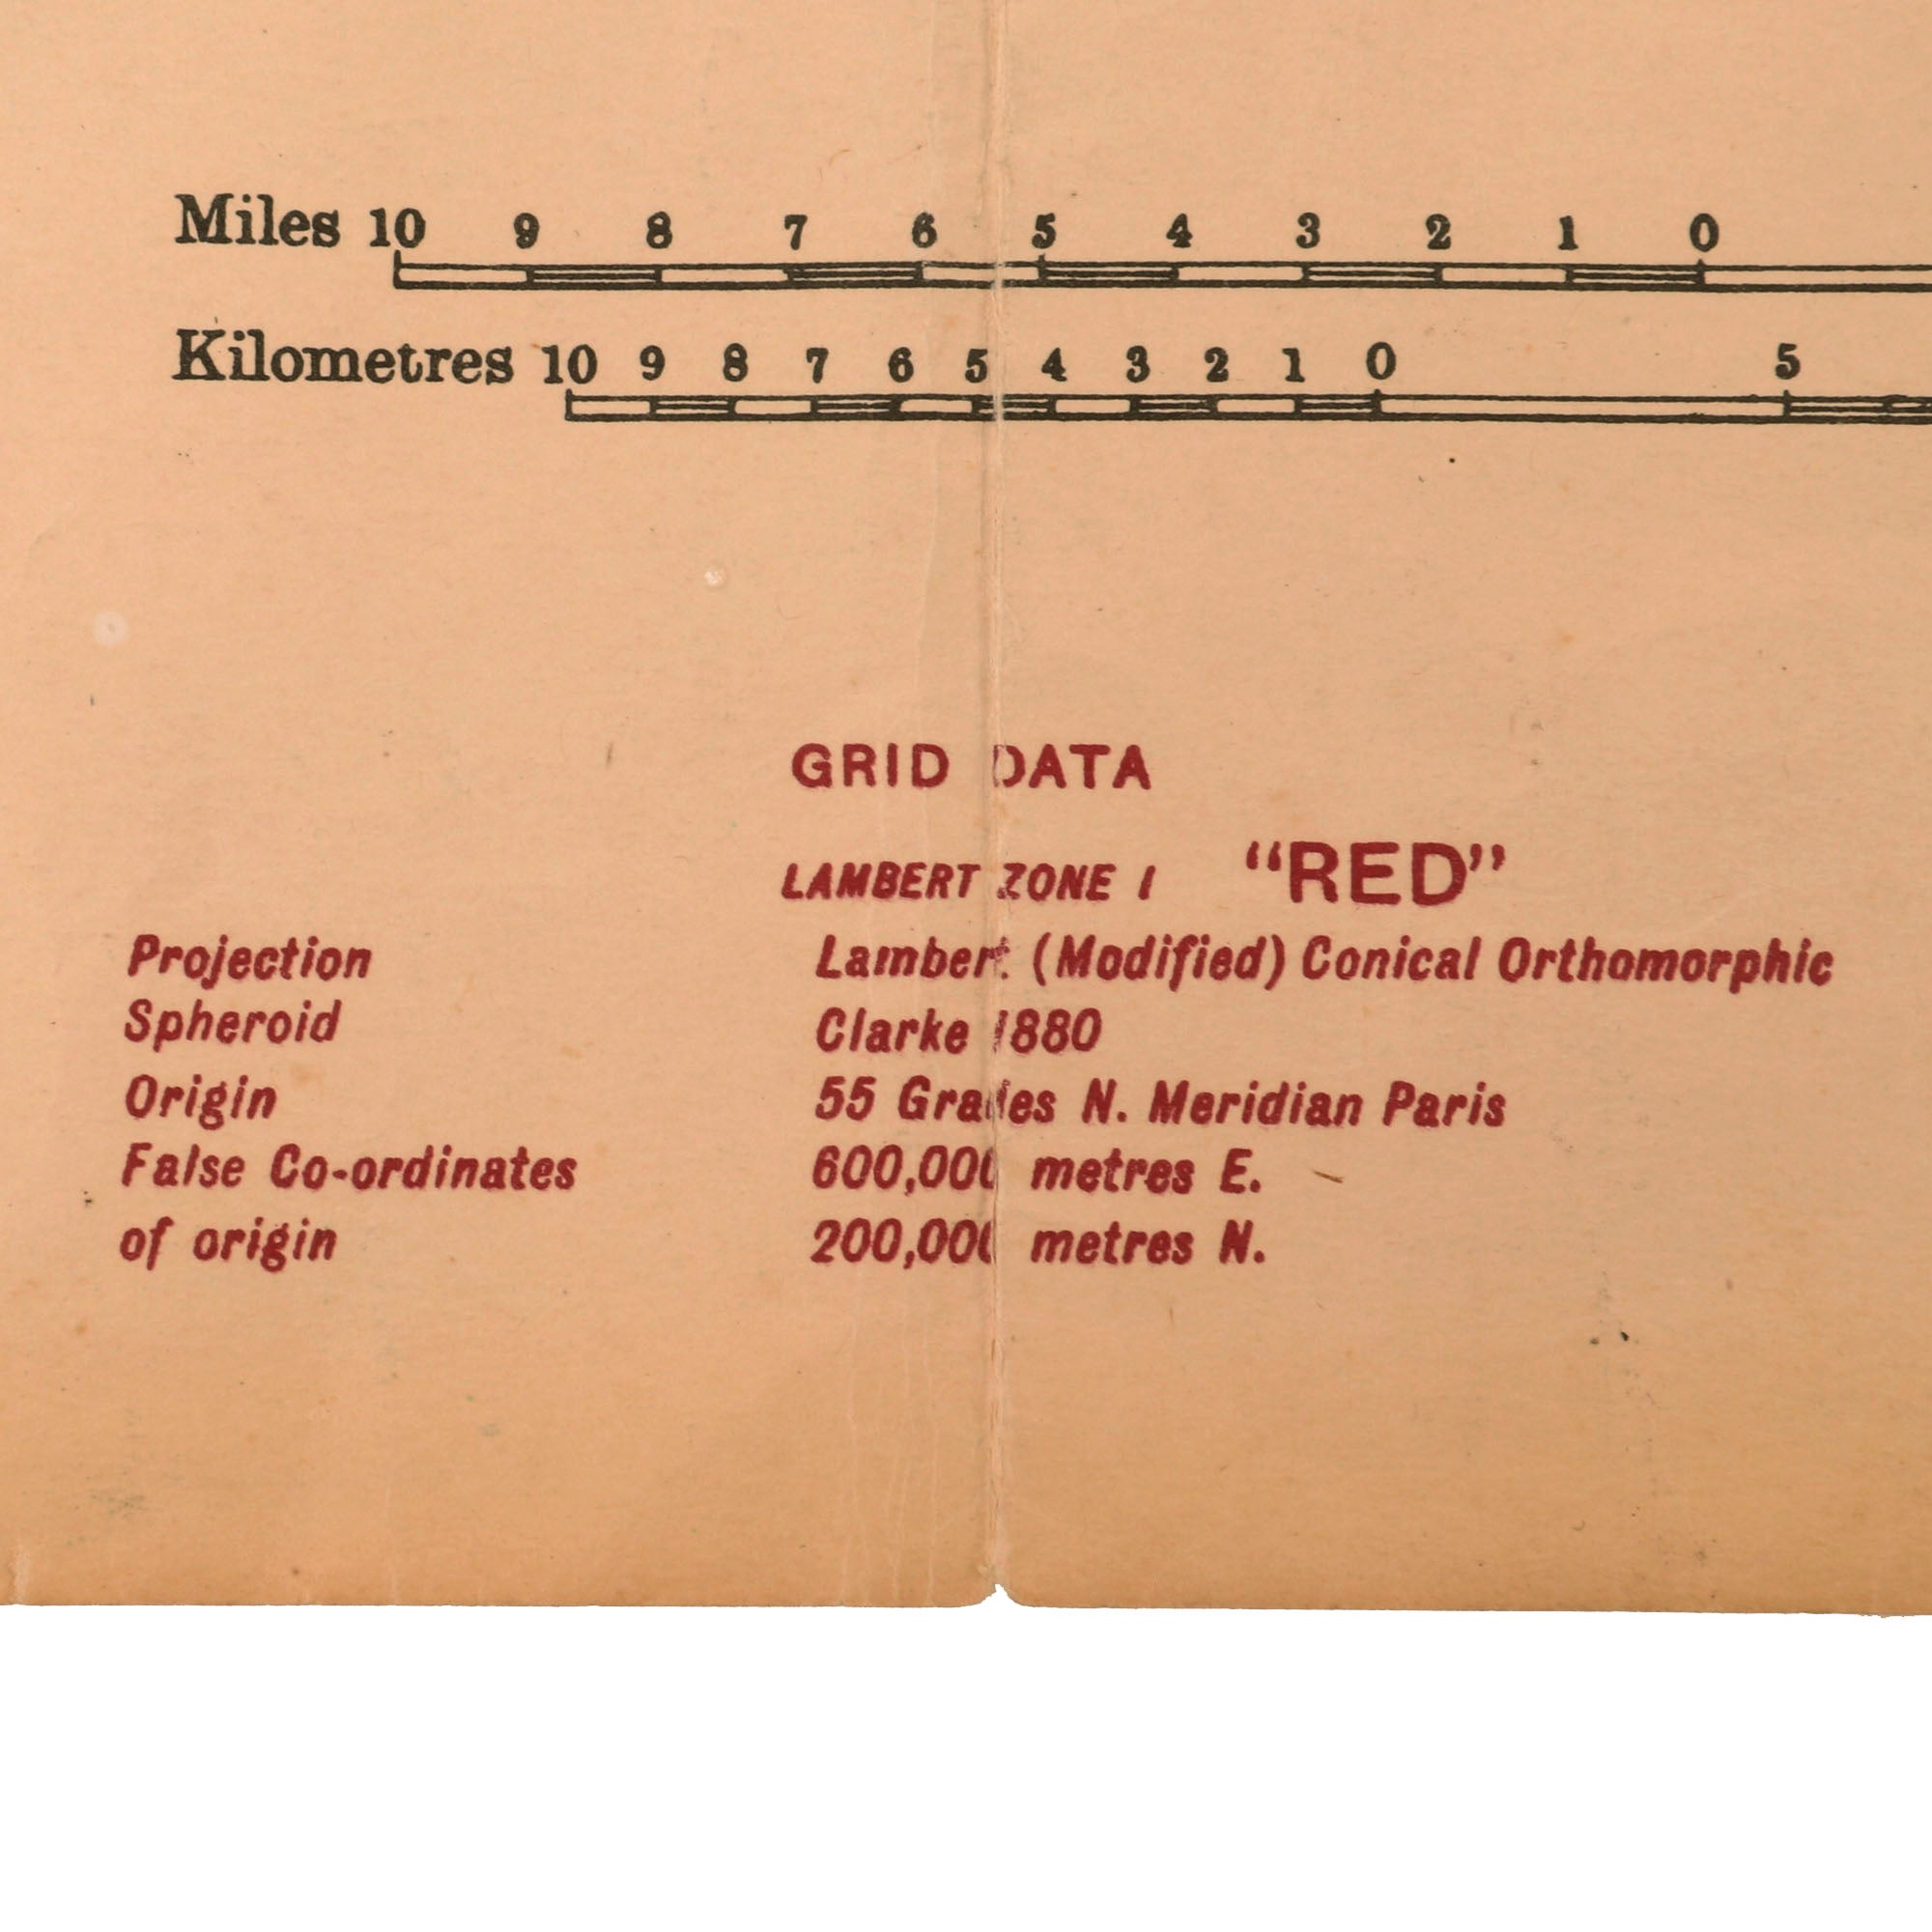 Miles 10 9 8 7 6 5 4 3 2 1 0
Kilometres 10 9 8 7 6 5 4 3 2 1 0 5
GRID DATA
LAMBERT ZONE I "RED"
Projection Lambert (Modified) Conical Orthomorphic
Spheroid Clarke 1880
Origin 55 Grades N. Meridian Paris
False Co-ordinates 600,000 metres E.
of origin 200,000 metres N.